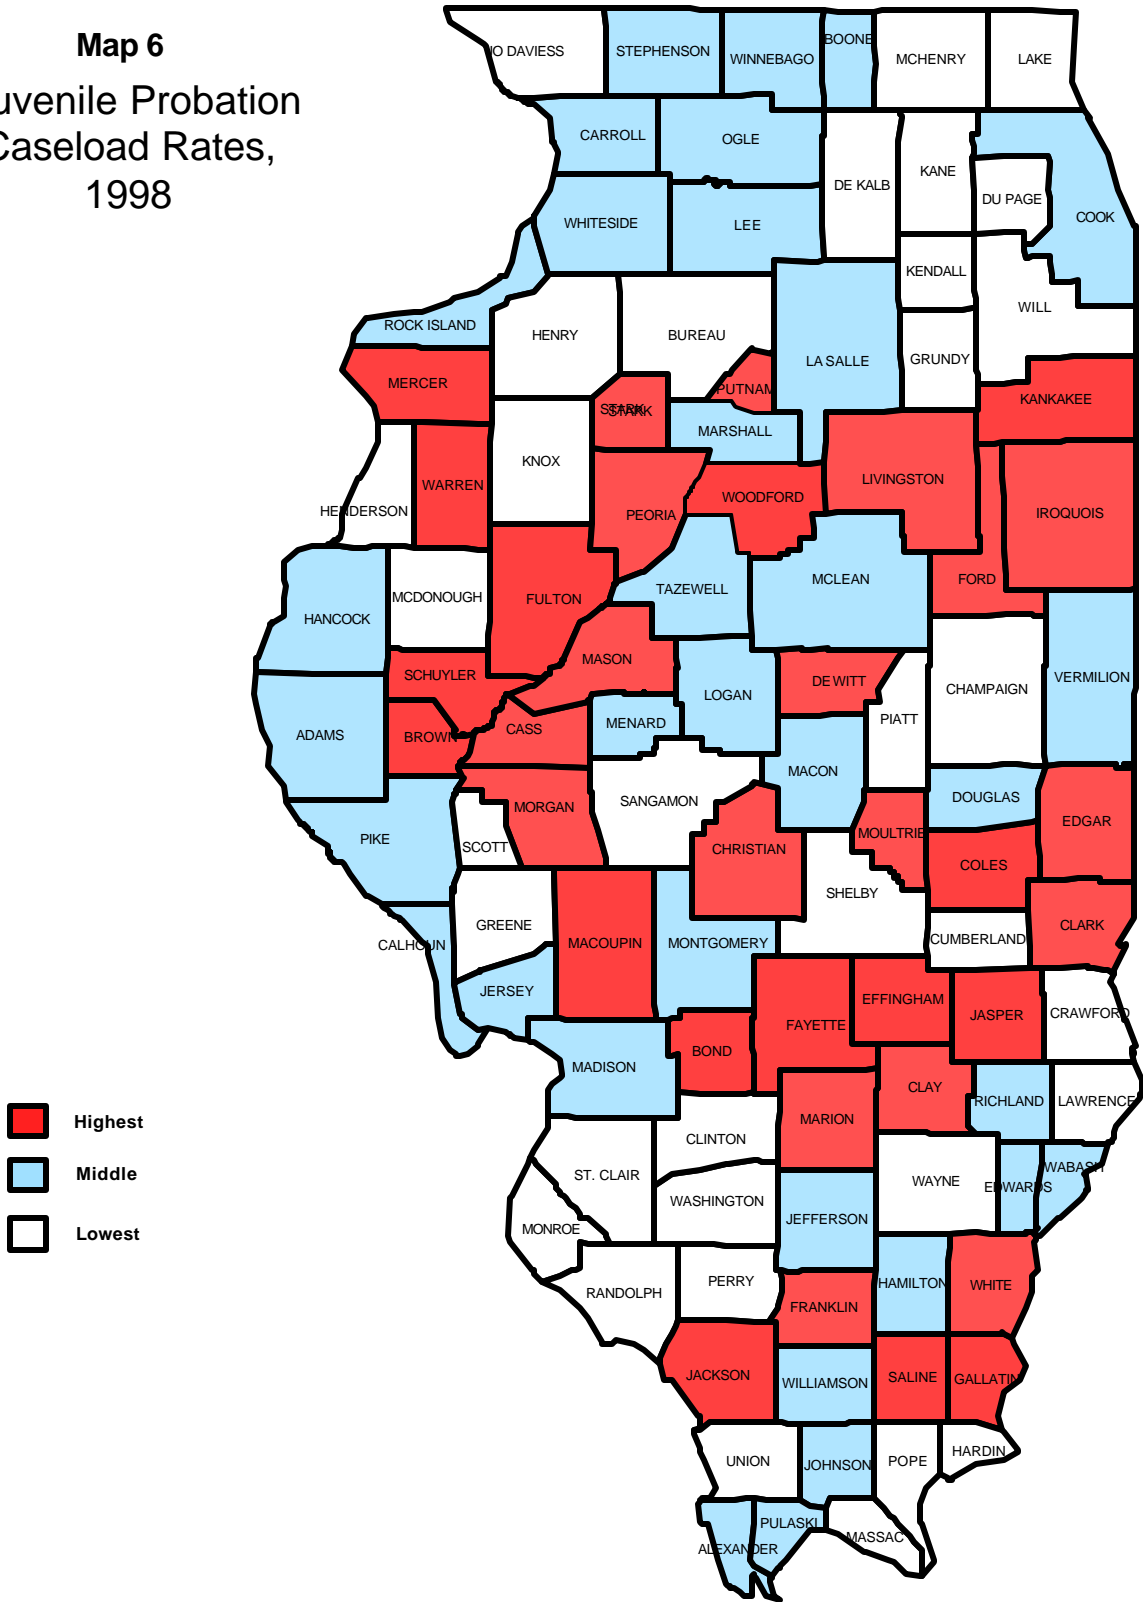 Map 6
uvenile Probation
Caseload Rates,
1998
JO DAVIESS
STEPHENSON
WINNEBAGO
BOONE
MCHENRY
LAKE
CARROLL
OGLE
DE KALB
KANE
DU PAGE
COOK
WHITESIDE
LEE
KENDALL
WILL
ROCK ISLAND
HENRY
BUREAU
LA SALLE
GRUNDY
MERCER
PUTNAM
KANKAKEE
STARK
STARK
MARSHALL
KNOX
WARREN
HENDERSON
PEORIA
WOODFORD
LIVINGSTON
IROQUOIS
FORD
HANCOCK
MCDONOUGH
FULTON
TAZEWELL
MCLEAN
MASON
SCHUYLER
LOGAN
DE WITT
CHAMPAIGN
VERMILION
ADAMS
BROWN
CASS
MENARD
PIATT
MACON
DOUGLAS
PIKE
SCOTT
MORGAN
SANGAMON
CHRISTIAN
MOULTRIE
EDGAR
COLES
SHELBY
CALHOUN
GREENE
MACOUPIN
MONTGOMERY
CUMBERLAND
CLARK
JERSEY
FAYETTE
EFFINGHAM
JASPER
CRAWFORD
MADISON
BOND
CLAY
RICHLAND
LAWRENCE
MARION
CLINTON
ST. CLAIR
WASHINGTON
WAYNE
EDWARDS
WABASH
MONROE
JEFFERSON
RANDOLPH
PERRY
HAMILTON
WHITE
FRANKLIN
JACKSON
WILLIAMSON
SALINE
GALLATIN
UNION
JOHNSON
POPE
HARDIN
ALEXANDER
PULASKI
MASSAC
Highest
Middle
Lowest